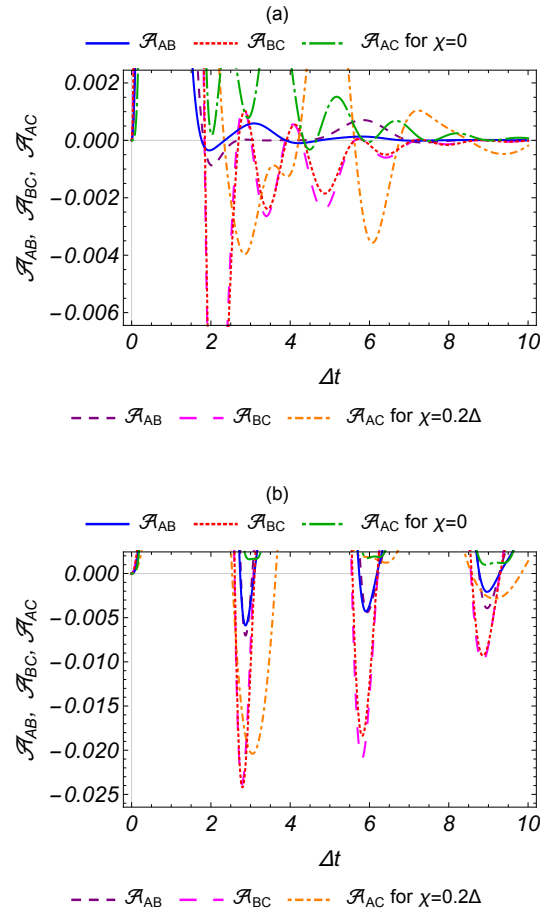 (a)
𝒜AB 𝒜BC 𝒜AC for χ=0
0.002
0.000
−0.002
−0.004
−0.006
𝒜AB, 𝒜BC, 𝒜AC
0 2 4 6 8 10
Δt
𝒜AB 𝒜BC 𝒜AC for χ=0.2Δ
(b)
𝒜AB 𝒜BC 𝒜AC for χ=0
0.000
−0.005
−0.010
−0.015
−0.020
−0.025
𝒜AB, 𝒜BC, 𝒜AC
0 2 4 6 8 10
Δt
𝒜AB 𝒜BC 𝒜AC for χ=0.2Δ